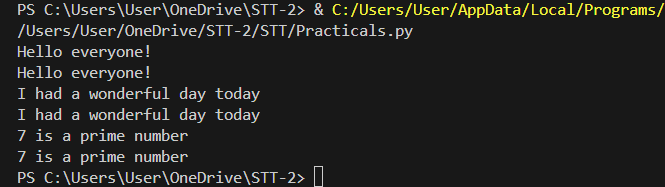 PS C:\Users\User\OneDrive\STT-2> & C:/Users/User/AppData/Local/Programs/
/Users/User/OneDrive/STT-2/STT/Practicals.py
Hello everyone!
Hello everyone!
I had a wonderful day today
I had a wonderful day today
7 is a prime number
7 is a prime number
PS C:\Users\User\OneDrive\STT-2>